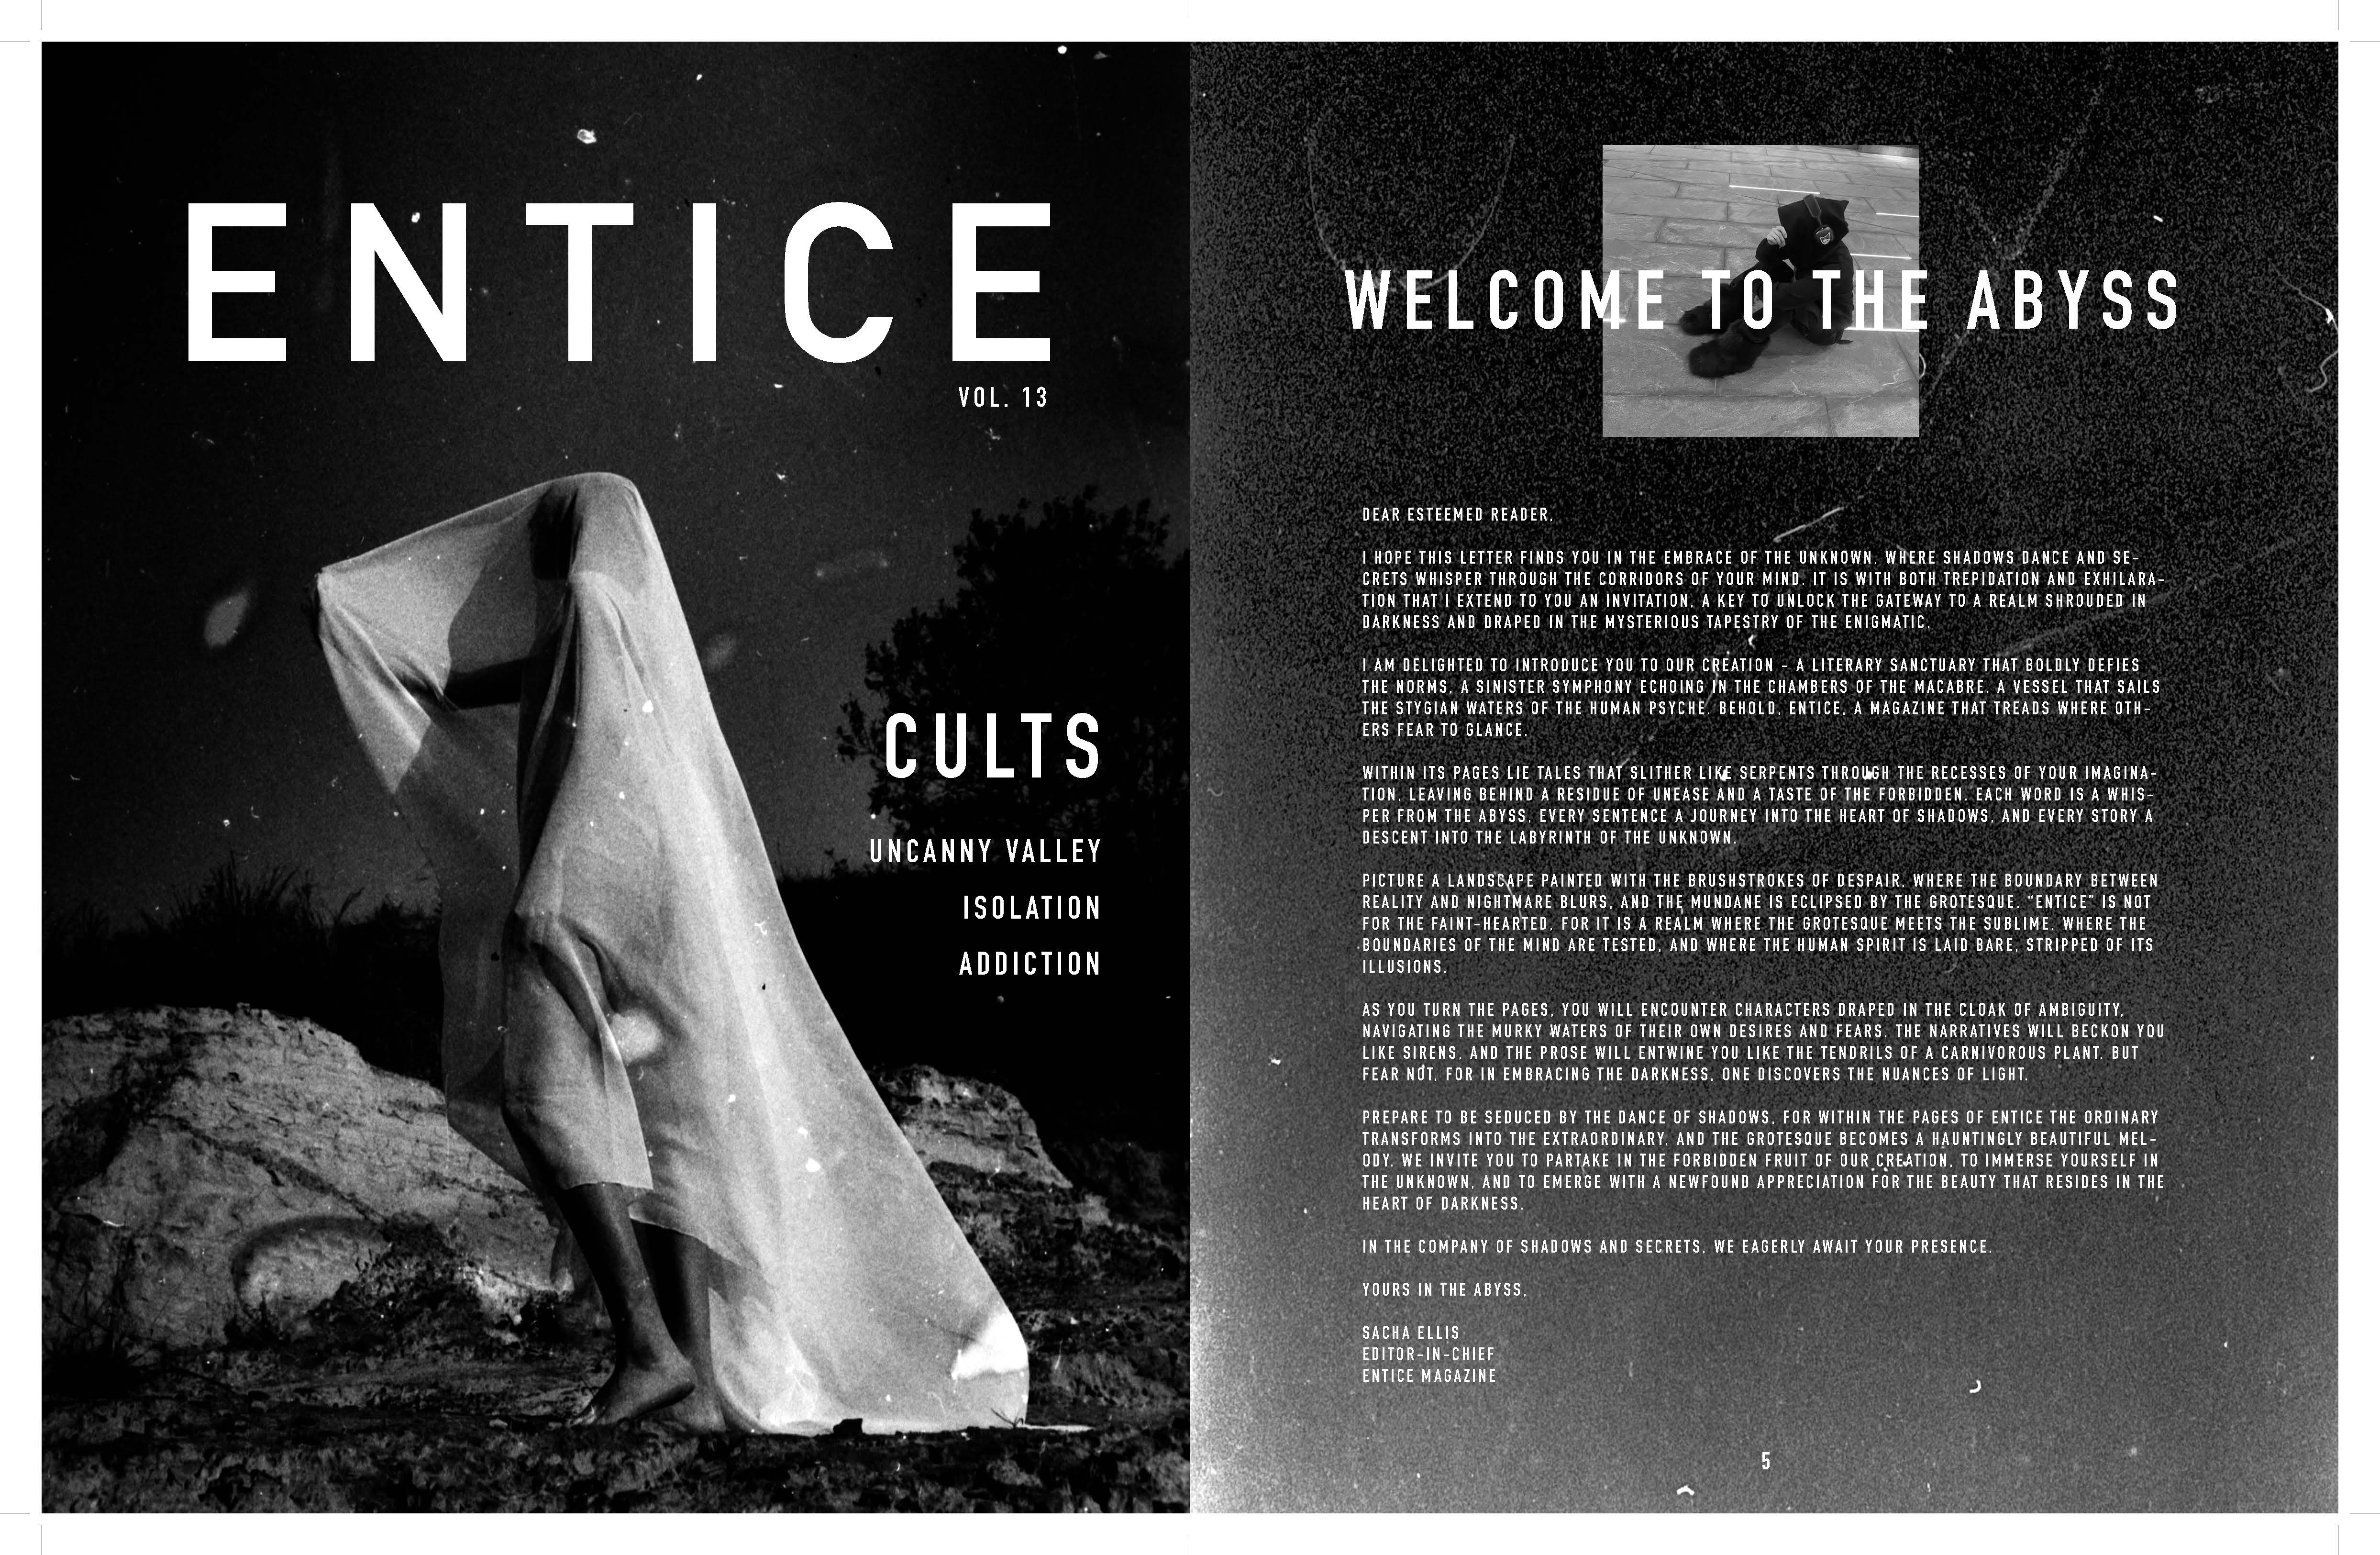 ENTICE
VOL. 13
CULTS
UNCANNY VALLEY
ISOLATION
ADDICTION
WELCOME TO THE ABYSS
DEAR ESTEEMED READER,
I HOPE THIS LETTER FINDS YOU IN THE EMBRACE OF THE UNKNOWN, WHERE SHADOWS DANCE AND SE-
CRETS WHISPER THROUGH THE CORRIDORS OF YOUR MIND. IT IS WITH BOTH TREPIDATION AND EXHILARA-
TION THAT I EXTEND TO YOU AN INVITATION, A KEY TO UNLOCK THE GATEWAY TO A REALM SHROUDED IN
DARKNESS AND DRAPED IN THE MYSTERIOUS TAPESTRY OF THE ENIGMATIC.
I AM DELIGHTED TO INTRODUCE YOU TO OUR CREATION - A LITERARY SANCTUARY THAT BOLDLY DEFIES
THE NORMS, A SINISTER SYMPHONY ECHOING IN THE CHAMBERS OF THE MACABRE, A VESSEL THAT SAILS
THE STYGIAN WATERS OF THE HUMAN PSYCHE. BEHOLD, ENTICE, A MAGAZINE THAT TREADS WHERE OTH-
ERS FEAR TO GLANCE.
WITHIN ITS PAGES LIE TALES THAT SLITHER LIKE SERPENTS THROUGH THE RECESSES OF YOUR IMAGINA-
TION, LEAVING BEHIND A RESIDUE OF UNEASE AND A TASTE OF THE FORBIDDEN. EACH WORD IS A WHIS-
PER FROM THE ABYSS, EVERY SENTENCE A JOURNEY INTO THE HEART OF SHADOWS, AND EVERY STORY A
DESCENT INTO THE LABYRINTH OF THE UNKNOWN.
PICTURE A LANDSCAPE PAINTED WITH THE BRUSHSTROKES OF DESPAIR, WHERE THE BOUNDARY BETWEEN
REALITY AND NIGHTMARE BLURS, AND THE MUNDANE IS ECLIPSED BY THE GROTESQUE. "ENTICE" IS NOT
FOR THE FAINT-HEARTED, FOR IT IS A REALM WHERE THE GROTESQUE MEETS THE SUBLIME, WHERE THE
BOUNDARIES OF THE MIND ARE TESTED, AND WHERE THE HUMAN SPIRIT IS LAID BARE, STRIPPED OF ITS
ILLUSIONS.
AS YOU TURN THE PAGES, YOU WILL ENCOUNTER CHARACTERS DRAPED IN THE CLOAK OF AMBIGUITY,
NAVIGATING THE MURKY WATERS OF THEIR OWN DESIRES AND FEARS. THE NARRATIVES WILL BECKON YOU
LIKE SIRENS, AND THE PROSE WILL ENTWINE YOU LIKE THE TENDRILS OF A CARNIVOROUS PLANT. BUT
FEAR NOT, FOR IN EMBRACING THE DARKNESS, ONE DISCOVERS THE NUANCES OF LIGHT.
PREPARE TO BE SEDUCED BY THE DANCE OF SHADOWS, FOR WITHIN THE PAGES OF ENTICE THE ORDINARY
TRANSFORMS INTO THE EXTRAORDINARY, AND THE GROTESQUE BECOMES A HAUNTINGLY BEAUTIFUL MEL-
ODY. WE INVITE YOU TO PARTAKE IN THE FORBIDDEN FRUIT OF OUR CREATION, TO IMMERSE YOURSELF IN
THE UNKNOWN, AND TO EMERGE WITH A NEWFOUND APPRECIATION FOR THE BEAUTY THAT RESIDES IN THE
HEART OF DARKNESS.
IN THE COMPANY OF SHADOWS AND SECRETS, WE EAGERLY AWAIT YOUR PRESENCE.
YOURS IN THE ABYSS,
SACHA ELLIS
EDITOR-IN-CHIEF
ENTICE MAGAZINE
5